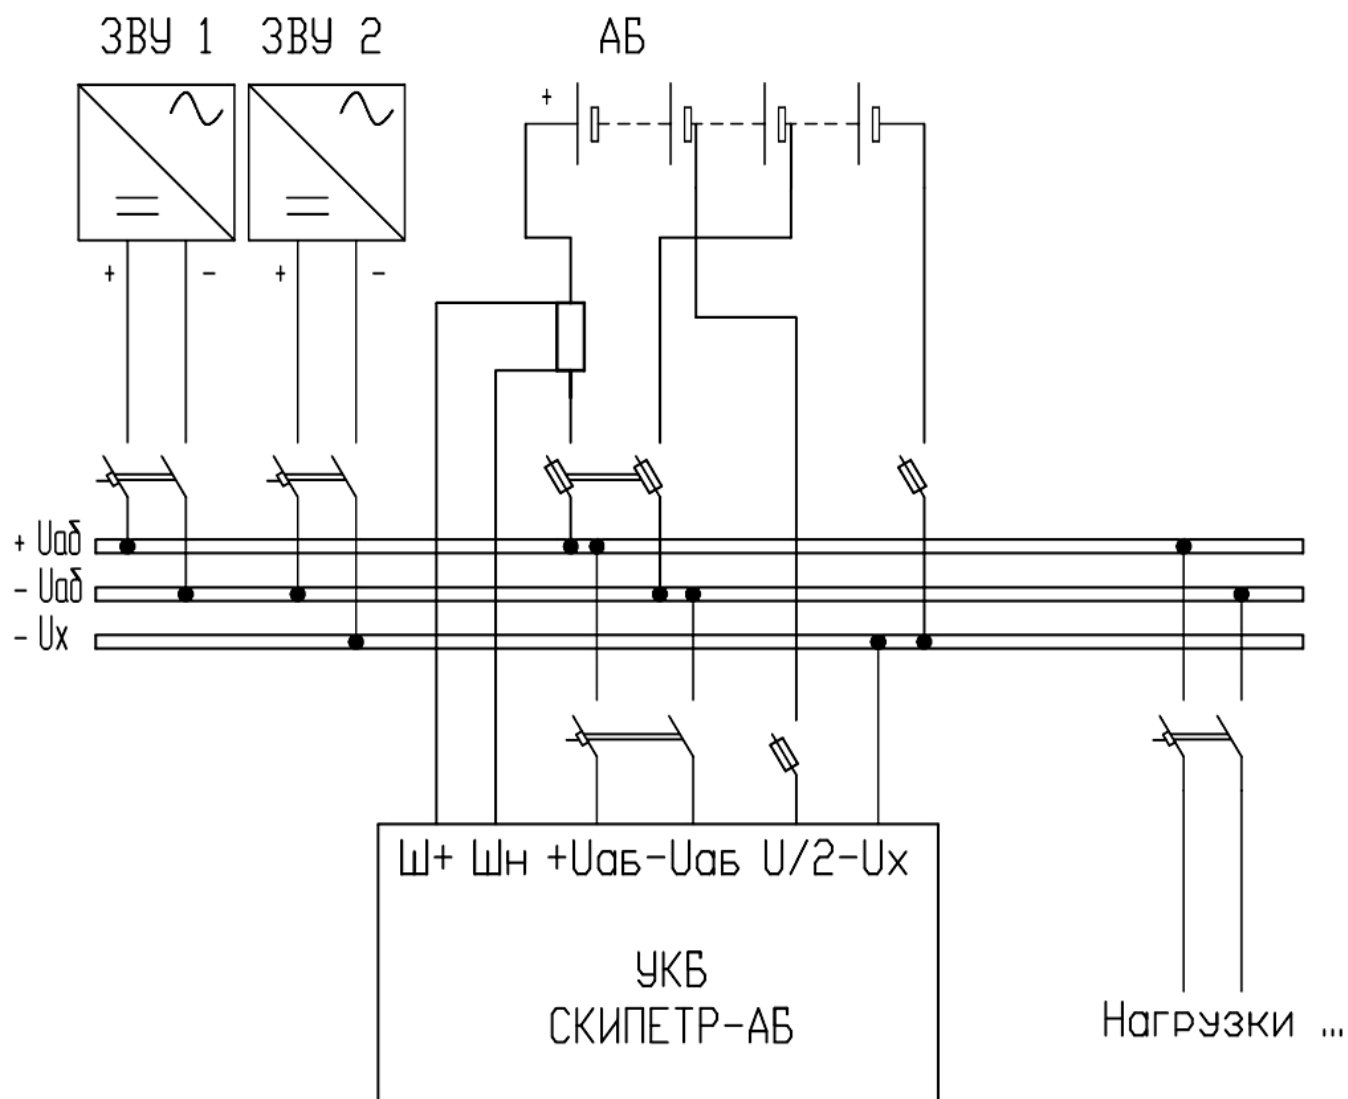 ЗВУ 1 ЗВУ 2 АБ
+
+ - + -
+ Uаб
- Uаб
- Uх
Ш+ Шн +UаБ-UаБ U/2-Uх
УКБ
СКИПЕТР-АБ
Нагрузки ...